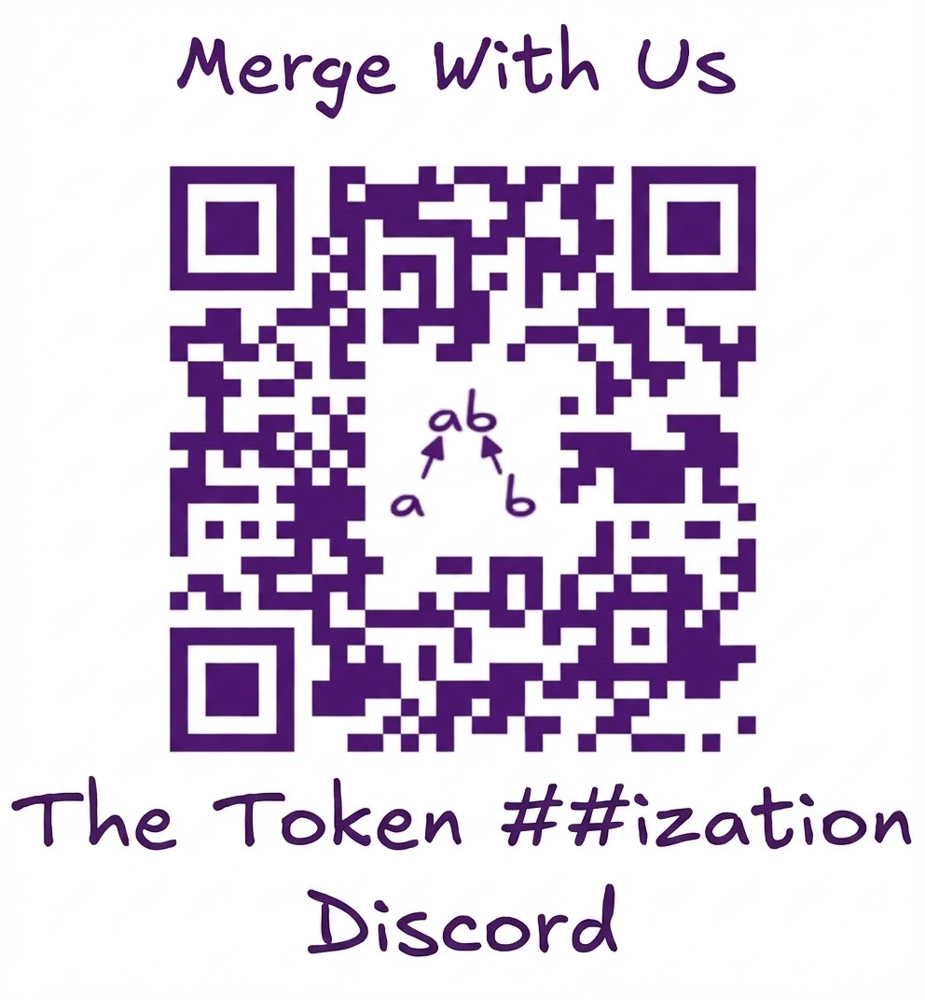 Merge With Us
ab
a b
The Token ##ization
Discord